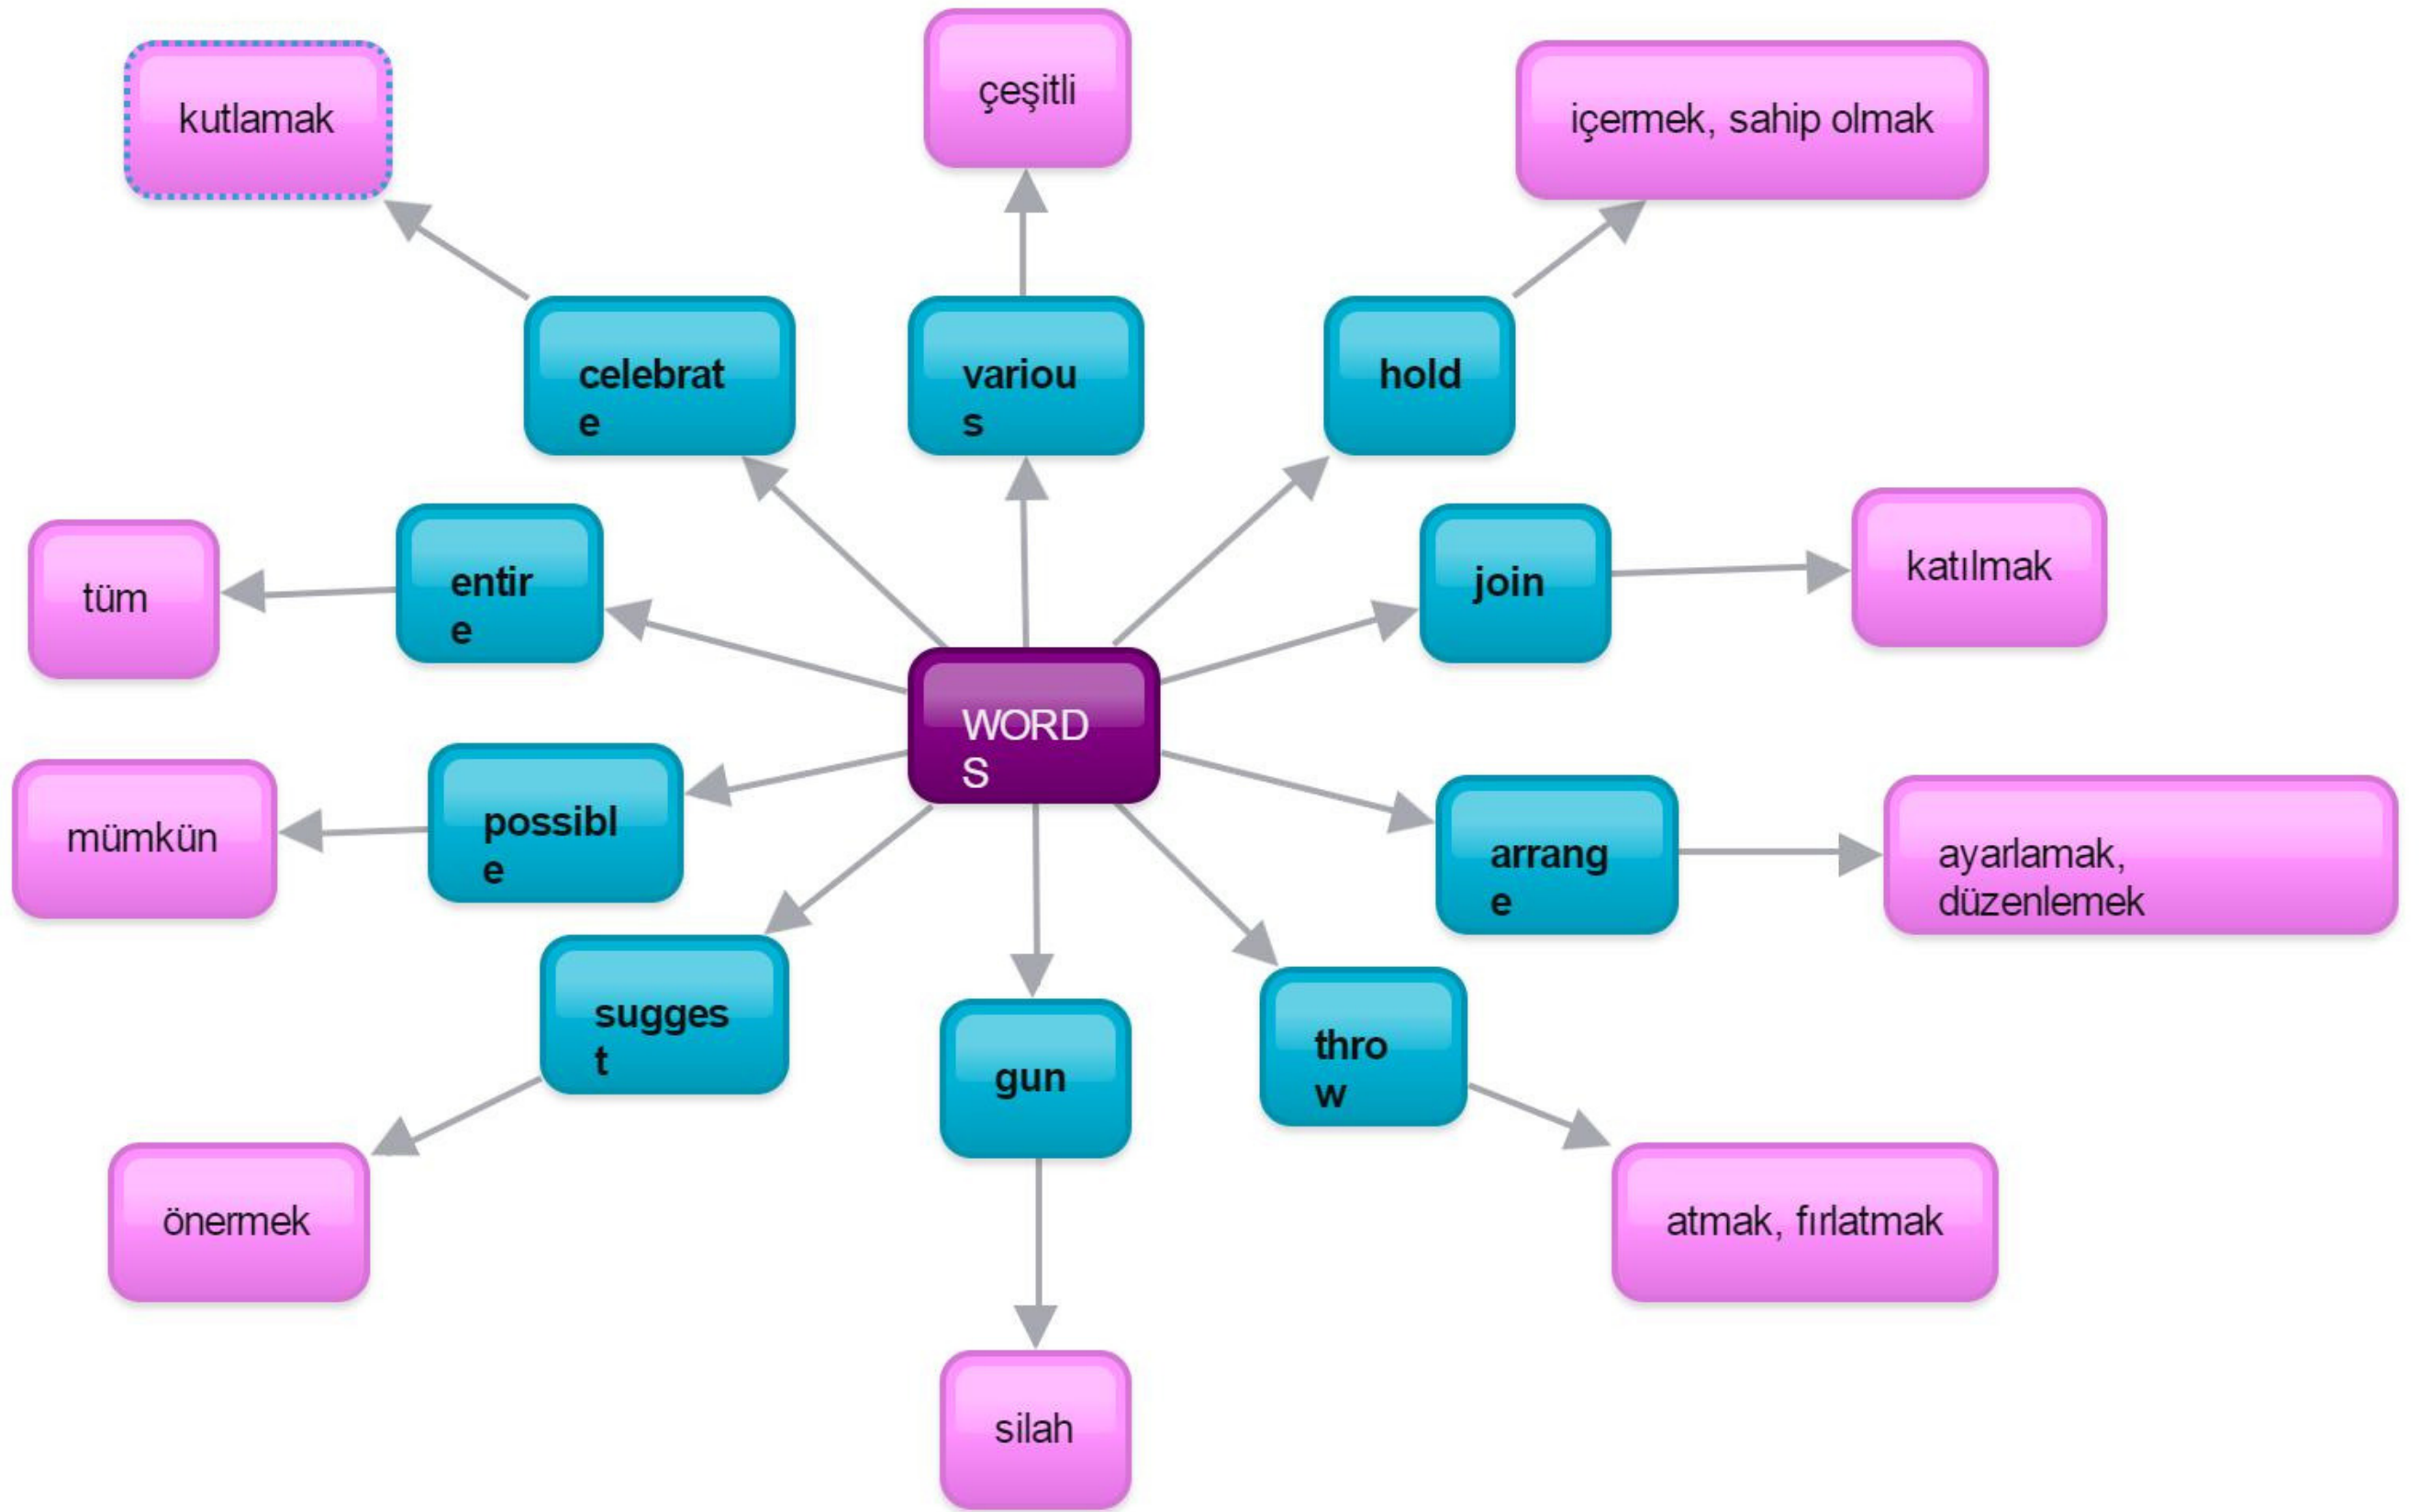 çeşitli
kutlamak
içermek, sahip olmak
celebrat
e
variou
s
hold
tüm
entir
e
join
katılmak
WORD
S
mümkün
possibl
e
arrang
e
ayarlamak,
düzenlemek
sugges
t
gun
thro
w
önermek
atmak, fırlatmak
silah